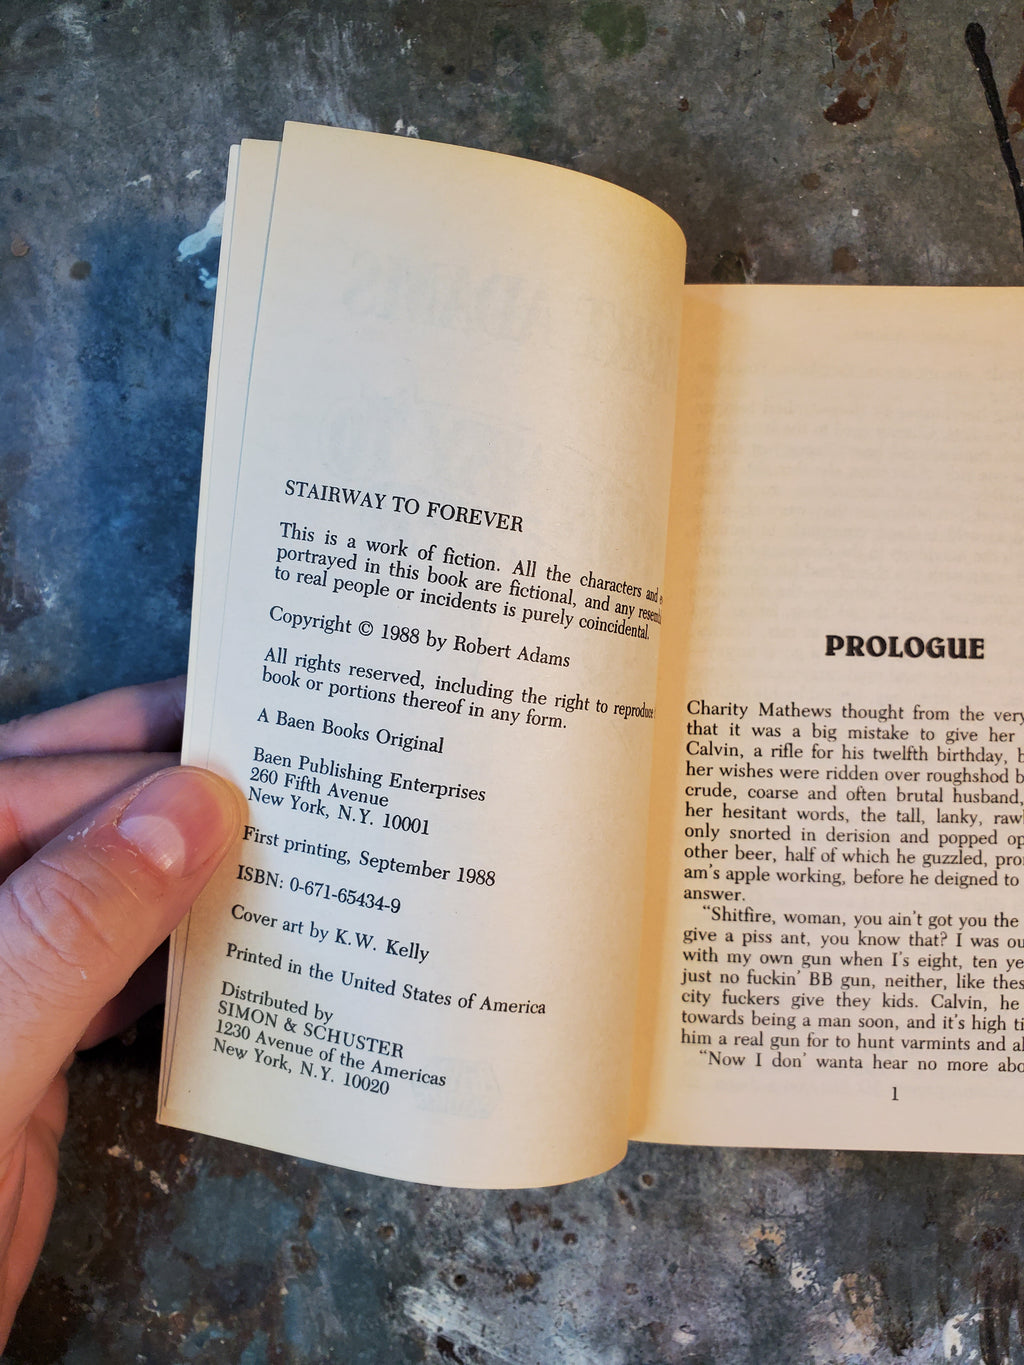 STAIRWAY TO FOREVER
This is a work of fiction. All the characters and
portrayed in this book are fictional, and any
to real people or incidents is purely coincidental.
Copyright © 1988 by Robert Adams
All rights reserved, including the right to reproduce
book or portions thereof in any form.
A Baen Books Original
Baen Publishing Enterprises
260 Fifth Avenue
New York, N.Y. 10001
First printing, September 1988
ISBN: 0-671-65434-9
Cover art by K.W. Kelly
Printed in the United States of America
Distributed by
SIMON & SCHUSTER
1230 Avenue of the Americas
New York, N.Y. 10020
PROLOGUE
Charity Mathews thought from the very
that it was a big mistake to give her
Calvin, a rifle for his twelfth birthday,
her wishes were ridden over roughshod
crude, coarse and often brutal husband,
her hesitant words, the tall, lanky,
only snorted in derision and popped
other beer, half of which he guzzled,
am's apple working, before he deigned to
answer.
"Shitfire, woman, you ain't got you the
give a piss ant, you know that? I was
with my own gun when I's eight, ten
just no fuckin' BB gun, neither, like
city fuckers give they kids. Calvin, he
towards being a man soon, and it's high
him a real gun for to hunt varmints and
"Now I don' wanta hear no more
1